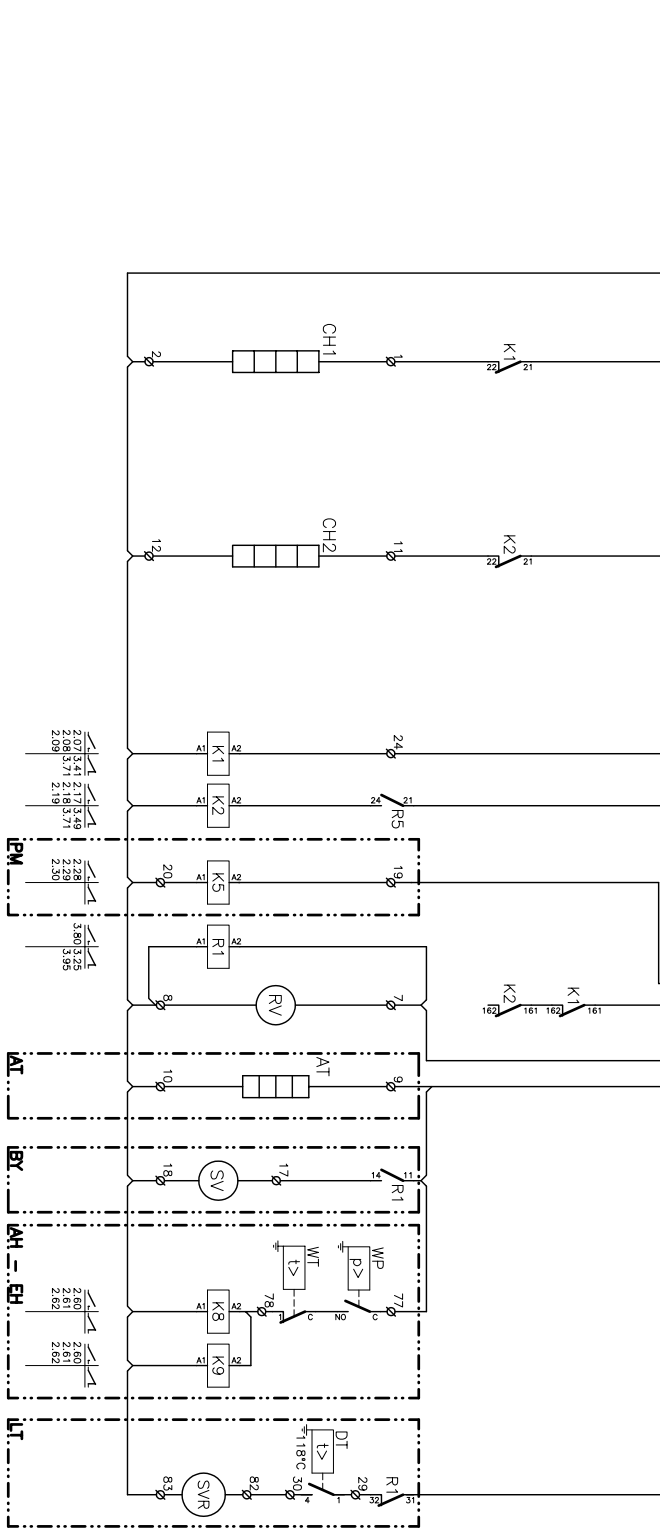 CH1
K1
2
1
22
21
CH2
K2
12
11
22
21
2.07 3.41
2.08 3.71
2.09
A1
K1
A2
24
2.17 3.49
2.18 3.71
2.19
A1
K2
A2
24
21
R5
PM
2.28
2.29
2.30
20
A1
K5
A2
19
3.80 3.25
3.95
A1
R1
A2
8
RV
7
K2
162
161
K1
162
161
AT
10
AT
9
BY
18
SV
17
14
11
R1
AH - EH
WT
t>
WP
p>
2.60
2.61
2.62
A1
K8
A2
78
1
C
NO
C
77
2.60
2.61
2.62
A1
K9
A2
LT
DT
t>
118°C
83
SVR
82
30
4
1
29
R1
32
31